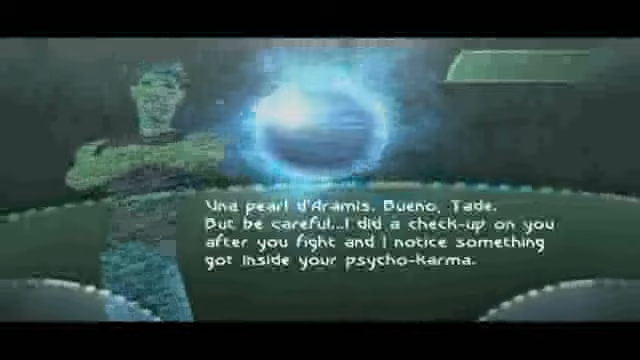 Una pearl d'Aramis. Bueno, Tade.
But be careful...I did a check-up on you
after you fight and I notice something
got inside your psycho-karma.